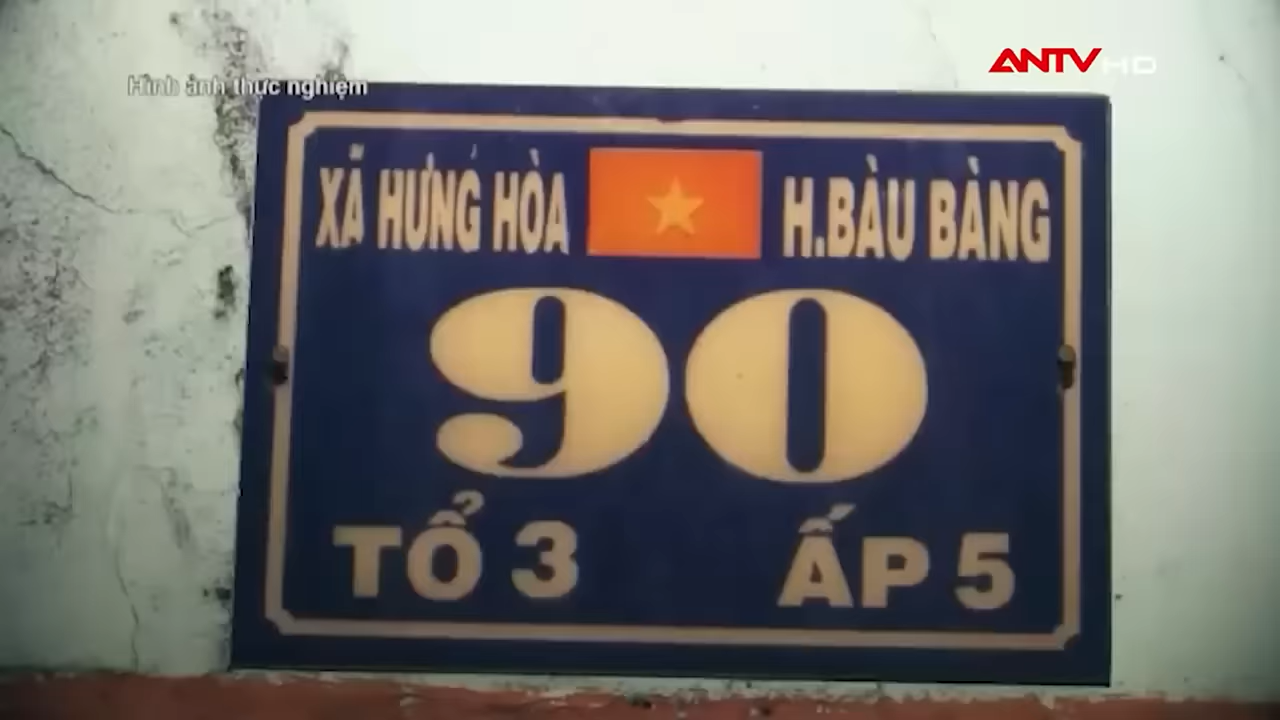 ANTV HD
Hình ảnh thực nghiệm
XÃ HƯNG HÒA H.BÀU BÀNG
90
TỔ 3 ẤP 5